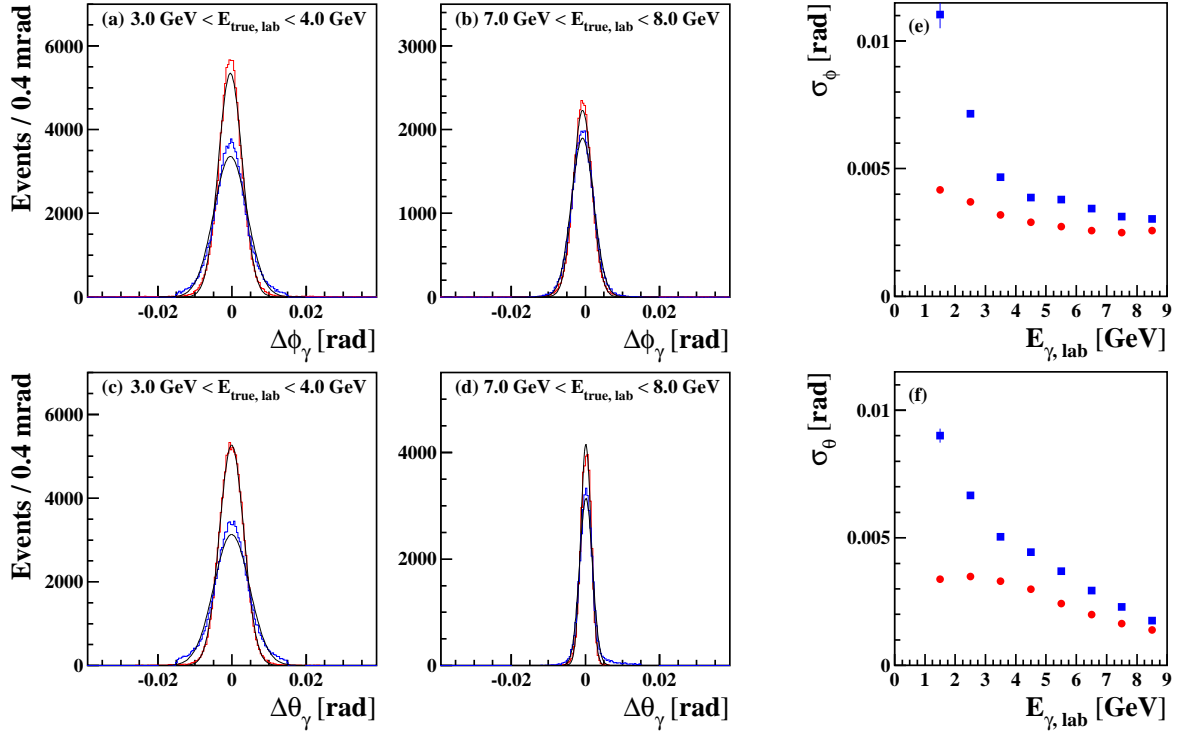 (a) 3.0 GeV < E_true, lab < 4.0 GeV
Events / 0.4 mrad
6000
4000
2000
0
-0.02 0 0.02
Δϕ_γ [rad]
(b) 7.0 GeV < E_true, lab < 8.0 GeV
3000
2000
1000
0
-0.02 0 0.02
Δϕ_γ [rad]
(e)
σ_ϕ [rad]
0.01
0.005
0
0 1 2 3 4 5 6 7 8 9
E_γ, lab [GeV]
(c) 3.0 GeV < E_true, lab < 4.0 GeV
Events / 0.4 mrad
6000
4000
2000
0
-0.02 0 0.02
Δθ_γ [rad]
(d) 7.0 GeV < E_true, lab < 8.0 GeV
4000
2000
0
-0.02 0 0.02
Δθ_γ [rad]
(f)
σ_θ [rad]
0.01
0.005
0
0 1 2 3 4 5 6 7 8 9
E_γ, lab [GeV]